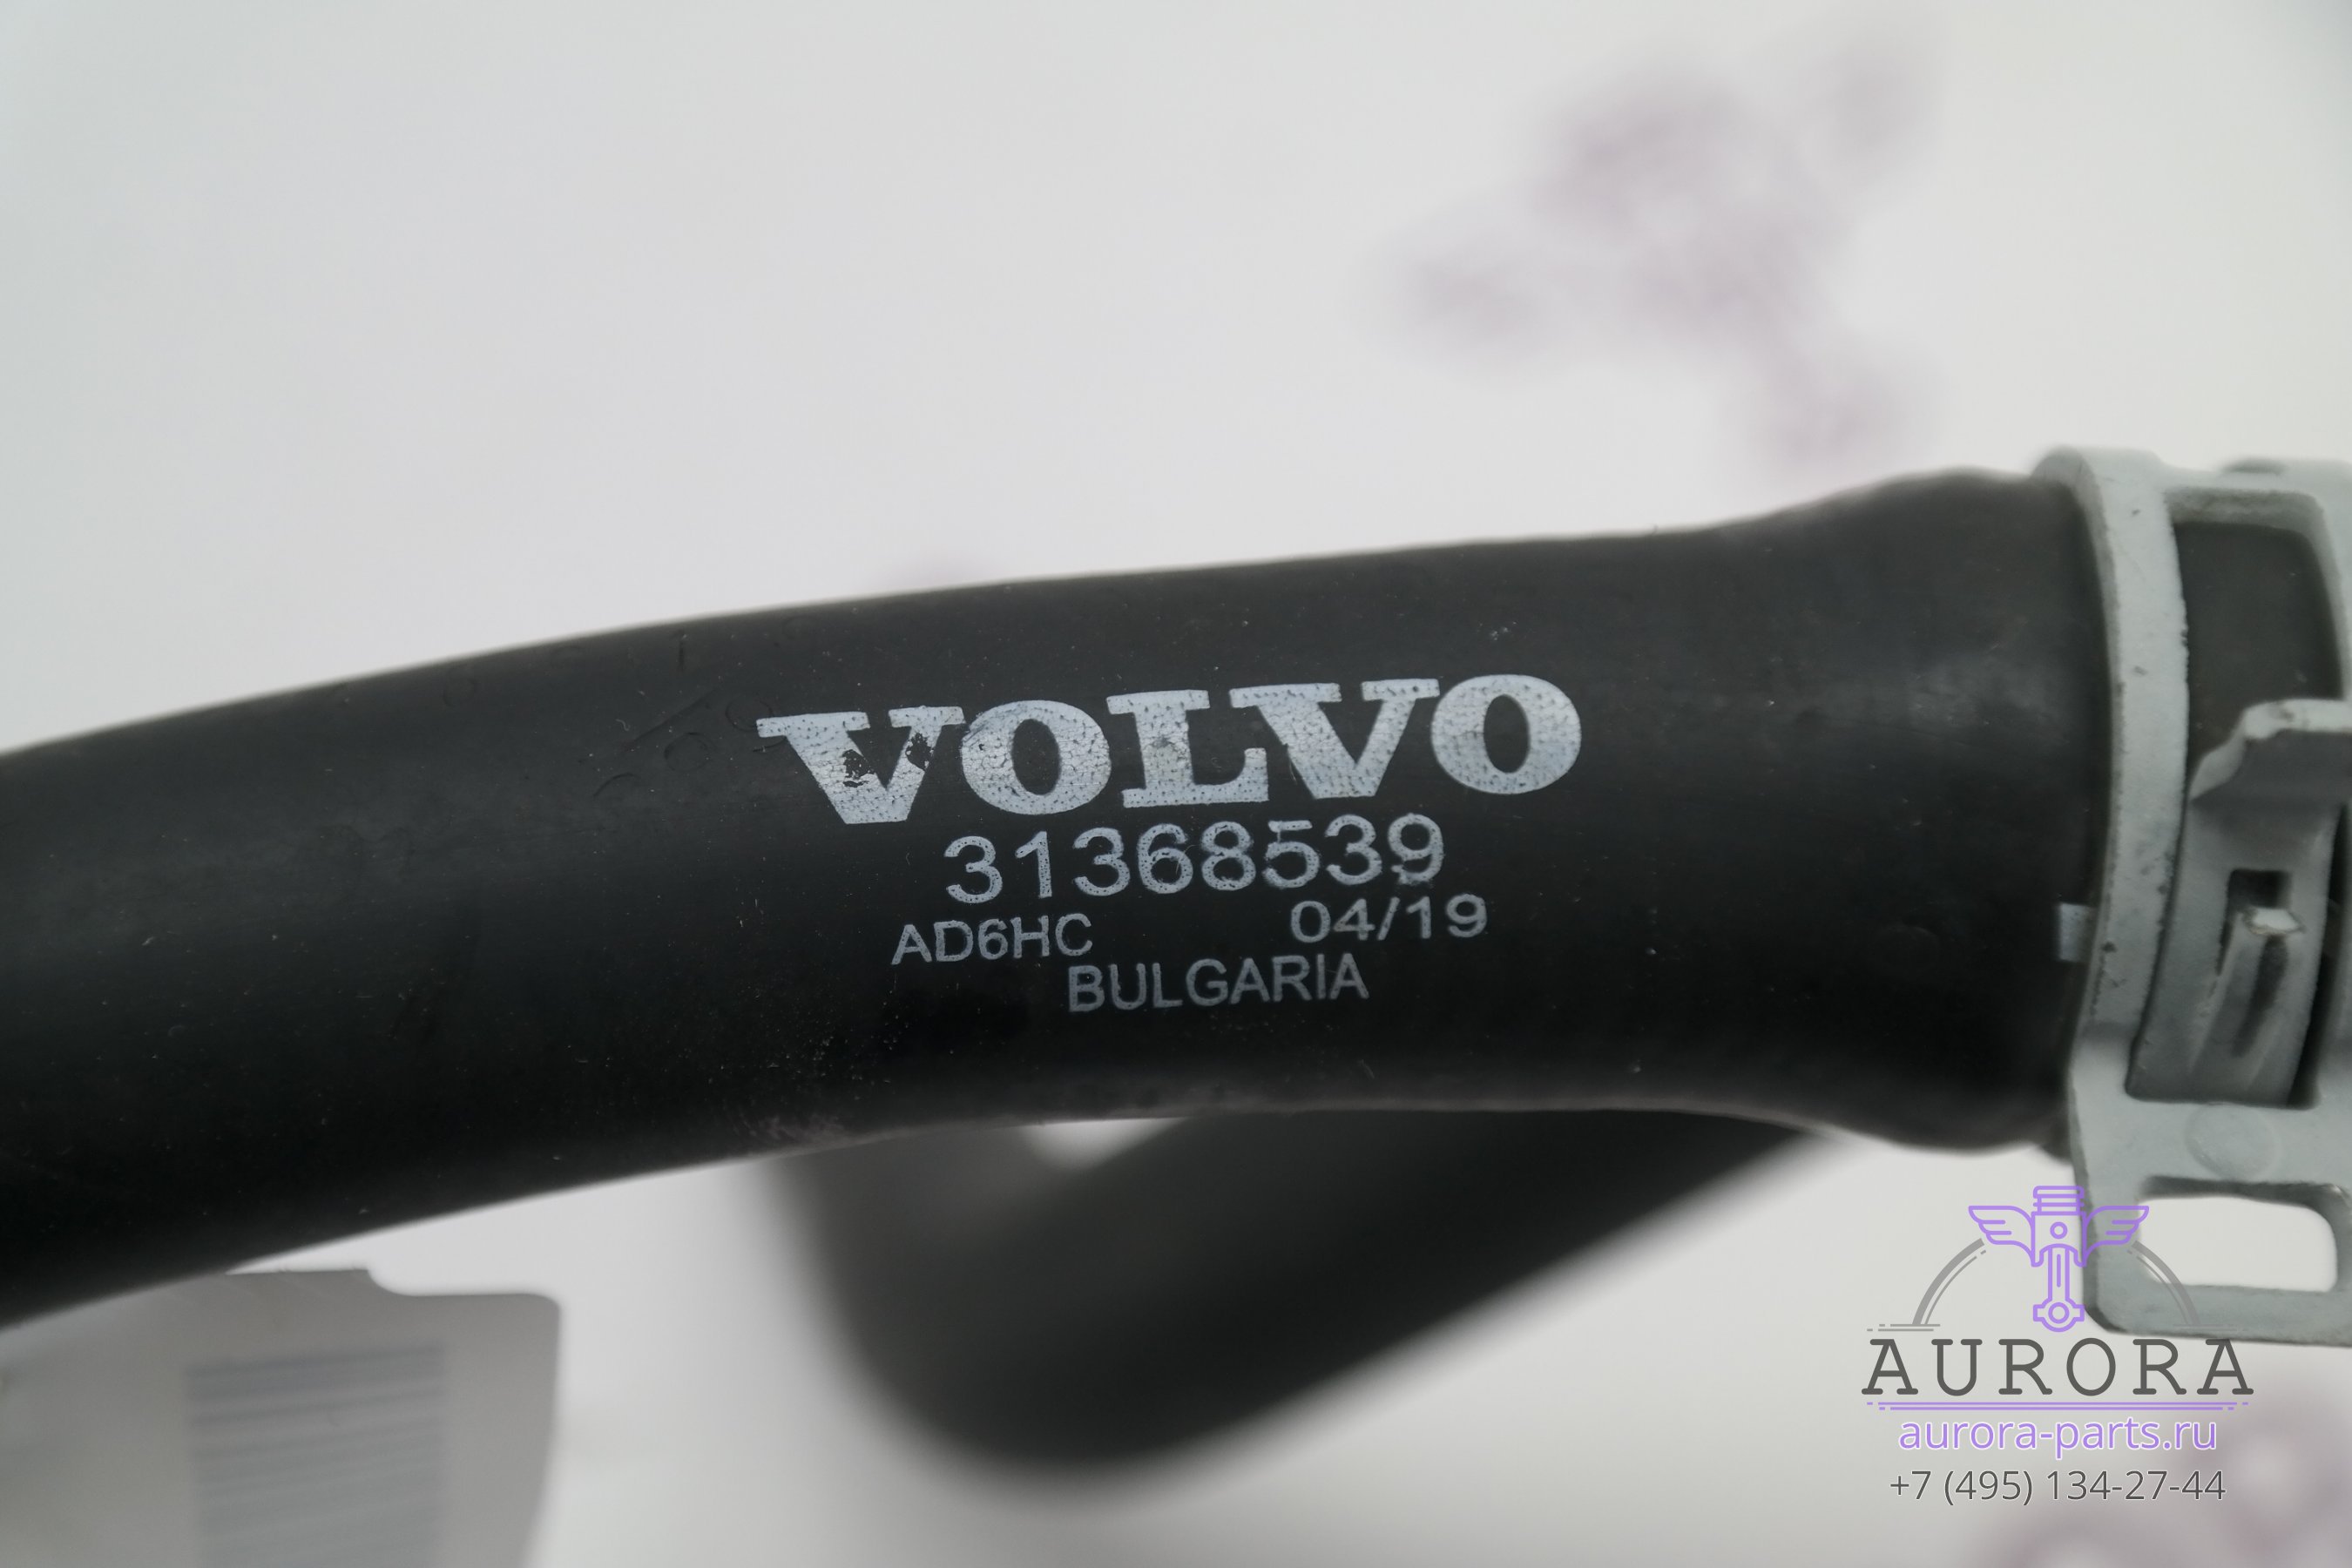 VOLVO
31368539
AD6HC 04/19
BULGARIA
AURORA
aurora-parts.ru
+7 (495) 134-27-44